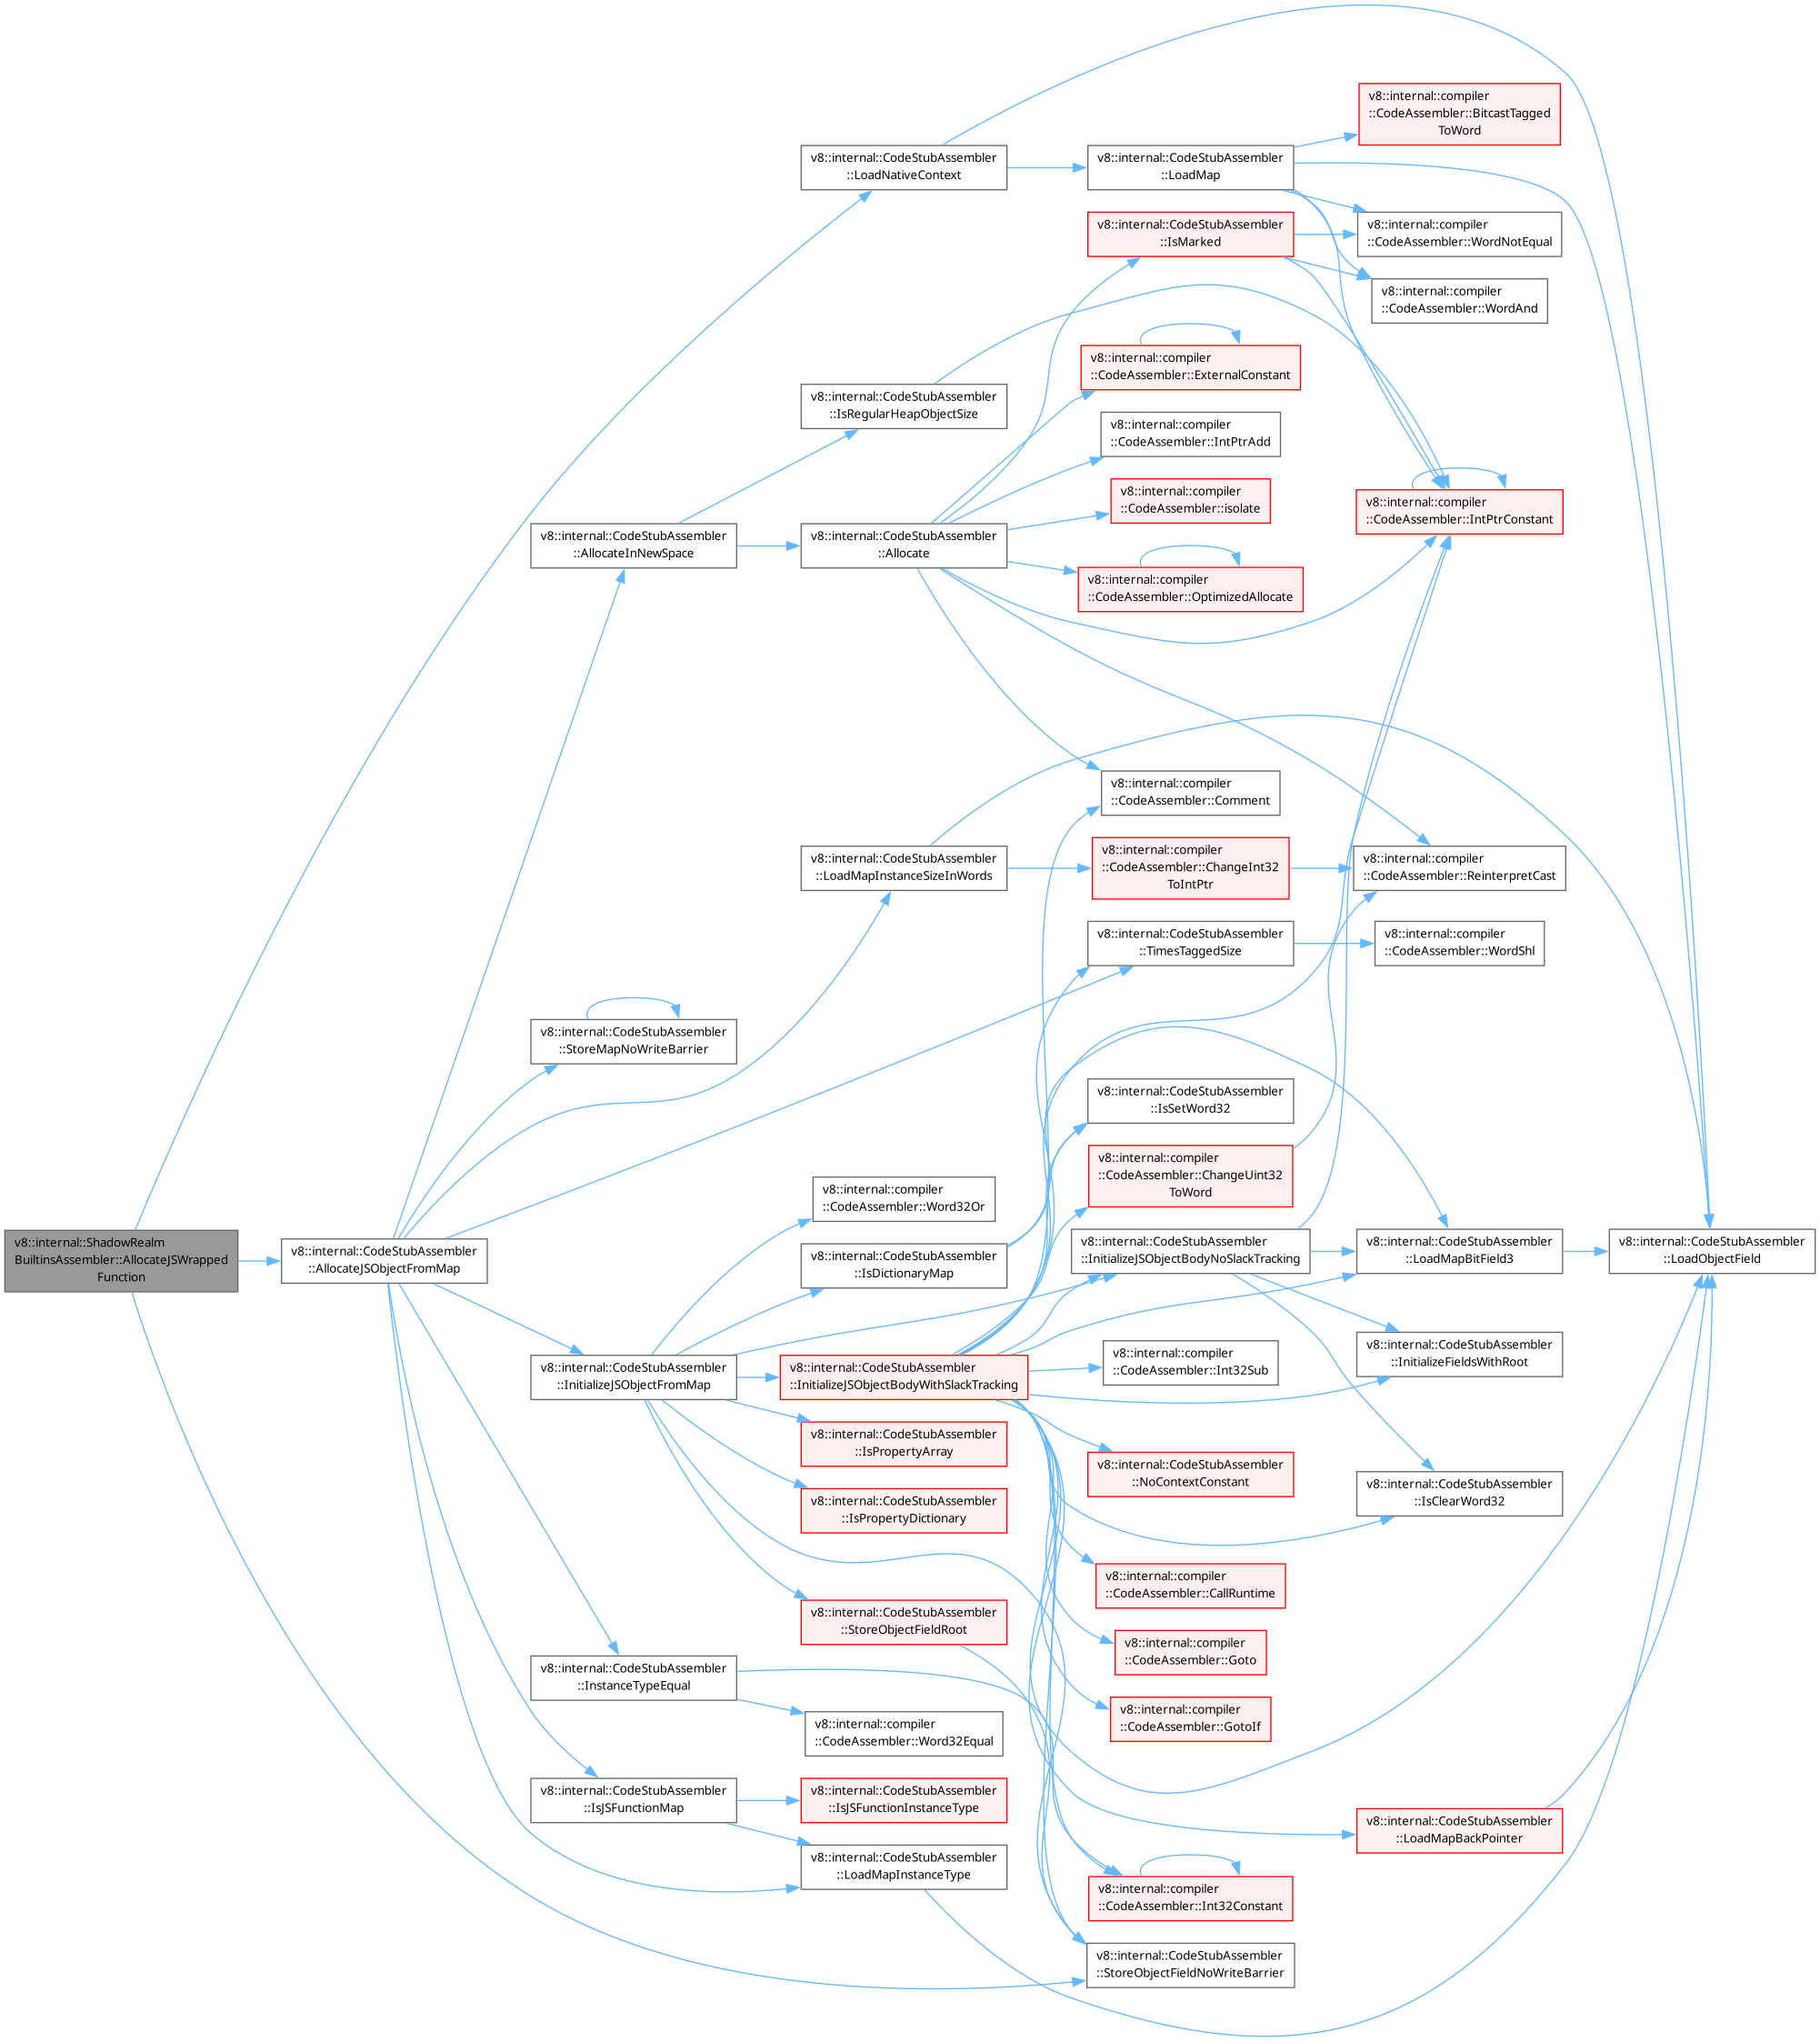 v8::internal::CodeStubAssembler
::LoadNativeContext
v8::internal::CodeStubAssembler
::LoadMap
v8::internal::compiler
::CodeAssembler::BitcastTagged
ToWord
v8::internal::CodeStubAssembler
::IsMarked
v8::internal::compiler
::CodeAssembler::WordNotEqual
v8::internal::compiler
::CodeAssembler::WordAnd
v8::internal::CodeStubAssembler
::IsRegularHeapObjectSize
v8::internal::compiler
::CodeAssembler::ExternalConstant
v8::internal::compiler
::CodeAssembler::IntPtrAdd
v8::internal::compiler
::CodeAssembler::isolate
v8::internal::compiler
::CodeAssembler::IntPtrConstant
v8::internal::CodeStubAssembler
::AllocateInNewSpace
v8::internal::CodeStubAssembler
::Allocate
v8::internal::compiler
::CodeAssembler::OptimizedAllocate
v8::internal::compiler
::CodeAssembler::Comment
v8::internal::CodeStubAssembler
::LoadMapInstanceSizeInWords
v8::internal::compiler
::CodeAssembler::ChangeInt32
ToIntPtr
v8::internal::compiler
::CodeAssembler::ReinterpretCast
v8::internal::CodeStubAssembler
::TimesTaggedSize
v8::internal::compiler
::CodeAssembler::WordShl
v8::internal::CodeStubAssembler
::StoreMapNoWriteBarrier
v8::internal::CodeStubAssembler
::IsSetWord32
v8::internal::compiler
::CodeAssembler::Word32Or
v8::internal::compiler
::CodeAssembler::ChangeUint32
ToWord
v8::internal::ShadowRealm
BuiltinsAssembler::AllocateJSWrapped
Function
v8::internal::CodeStubAssembler
::AllocateJSObjectFromMap
v8::internal::CodeStubAssembler
::IsDictionaryMap
v8::internal::CodeStubAssembler
::InitializeJSObjectBodyNoSlackTracking
v8::internal::CodeStubAssembler
::LoadMapBitField3
v8::internal::CodeStubAssembler
::LoadObjectField
v8::internal::CodeStubAssembler
::InitializeJSObjectFromMap
v8::internal::CodeStubAssembler
::InitializeJSObjectBodyWithSlackTracking
v8::internal::compiler
::CodeAssembler::Int32Sub
v8::internal::CodeStubAssembler
::InitializeFieldsWithRoot
v8::internal::CodeStubAssembler
::IsPropertyArray
v8::internal::CodeStubAssembler
::NoContextConstant
v8::internal::CodeStubAssembler
::IsClearWord32
v8::internal::CodeStubAssembler
::IsPropertyDictionary
v8::internal::compiler
::CodeAssembler::CallRuntime
v8::internal::CodeStubAssembler
::StoreObjectFieldRoot
v8::internal::compiler
::CodeAssembler::Goto
v8::internal::CodeStubAssembler
::InstanceTypeEqual
v8::internal::compiler
::CodeAssembler::Word32Equal
v8::internal::compiler
::CodeAssembler::GotoIf
v8::internal::CodeStubAssembler
::IsJSFunctionMap
v8::internal::CodeStubAssembler
::IsJSFunctionInstanceType
v8::internal::CodeStubAssembler
::LoadMapBackPointer
v8::internal::CodeStubAssembler
::LoadMapInstanceType
v8::internal::compiler
::CodeAssembler::Int32Constant
v8::internal::CodeStubAssembler
::StoreObjectFieldNoWriteBarrier